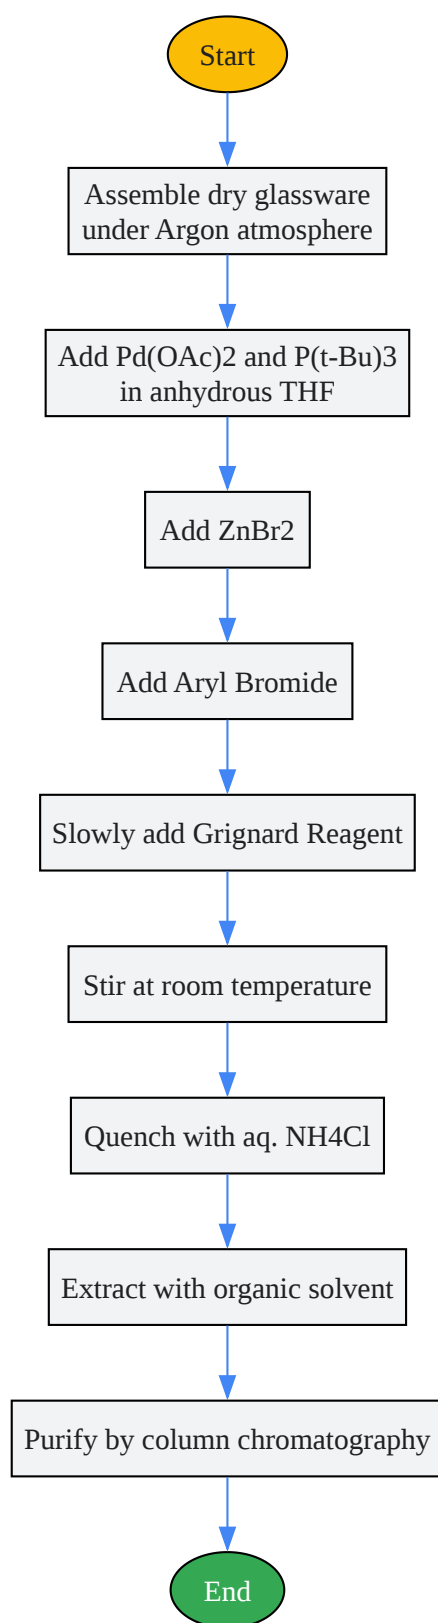 Start
Assemble dry glassware
under Argon atmosphere
Add Pd(OAc)2 and P(t-Bu)3
in anhydrous THF
Add ZnBr2
Add Aryl Bromide
Slowly add Grignard Reagent
Stir at room temperature
Quench with aq. NH4Cl
Extract with organic solvent
Purify by column chromatography
End